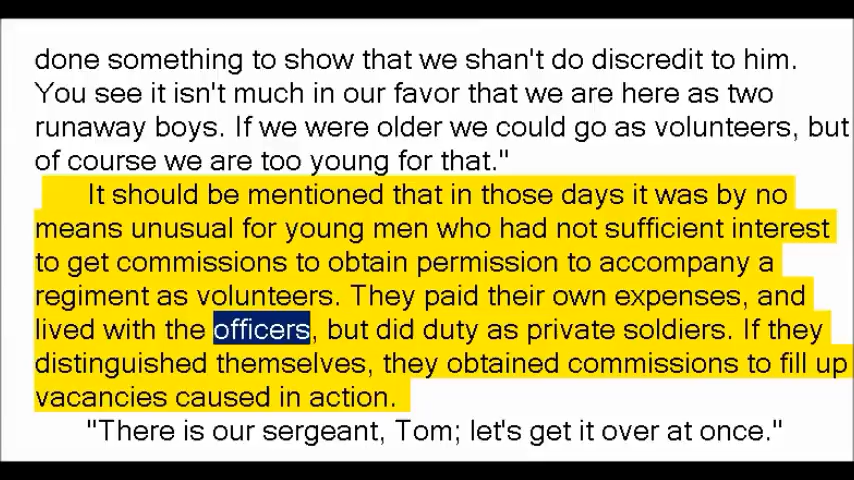 done something to show that we shan't do discredit to him.
You see it isn't much in our favor that we are here as two
runaway boys. If we were older we could go as volunteers, but
of course we are too young for that."
It should be mentioned that in those days it was by no
means unusual for young men who had not sufficient interest
to get commissions to obtain permission to accompany a
regiment as volunteers. They paid their own expenses, and
lived with the officers, but did duty as private soldiers. If they
distinguished themselves, they obtained commissions to fill up
vacancies caused in action.
"There is our sergeant, Tom; let's get it over at once."